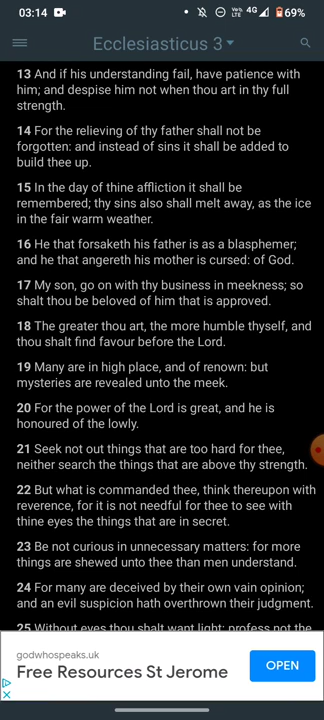 03:14
4G 69%
Ecclesiasticus 3
13 And if his understanding fail, have patience with
him; and despise him not when thou art in thy full
strength.
14 For the relieving of thy father shall not be
forgotten: and instead of sins it shall be added to
build thee up.
15 In the day of thine affliction it shall be
remembered; thy sins also shall melt away, as the ice
in the fair warm weather.
16 He that forsaketh his father is as a blasphemer;
and he that angereth his mother is cursed: of God.
17 My son, go on with thy business in meekness; so
shalt thou be beloved of him that is approved.
18 The greater thou art, the more humble thyself, and
thou shalt find favour before the Lord.
19 Many are in high place, and of renown: but
mysteries are revealed unto the meek.
20 For the power of the Lord is great, and he is
honoured of the lowly.
21 Seek not out things that are too hard for thee,
neither search the things that are above thy strength.
22 But what is commanded thee, think thereupon with
reverence, for it is not needful for thee to see with
thine eyes the things that are in secret.
23 Be not curious in unnecessary matters: for more
things are shewed unto thee than men understand.
24 For many are deceived by their own vain opinion;
and an evil suspicion hath overthrown their judgment.
25 Without eyes thou shalt want light: profess not the
godwhospeaks.uk
Free Resources St Jerome
OPEN